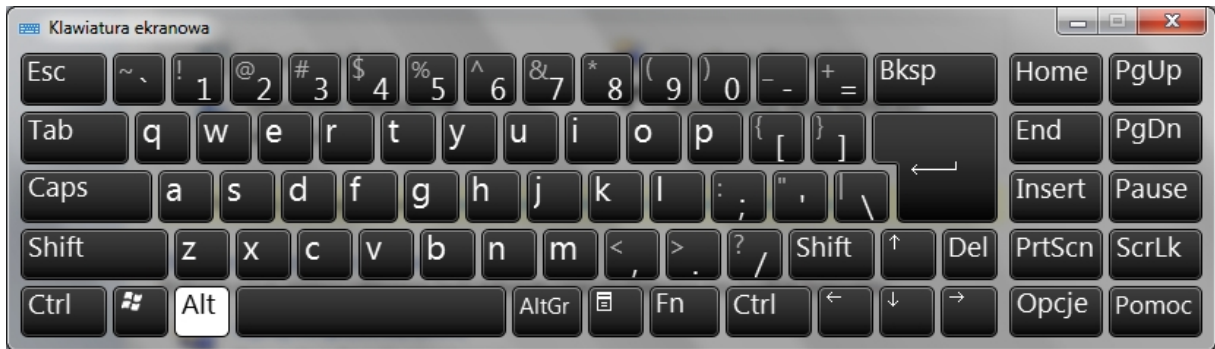 Klawiatura ekranowa
Esc ~ ` ! 1 @ 2 # 3 $ 4 % 5 ^ 6 & 7 * 8 ( 9 ) 0 _ - + = Bksp Home PgUp
Tab q w e r t y u i o p { [ } ] End PgDn
Caps a s d f g h j k l : ; " ' | \ Insert Pause
Shift z x c v b n m < , > . ? / Shift ↑ Del PrtScn ScrLk
Ctrl Alt AltGr Fn Ctrl ← ↓ → Opcje Pomoc